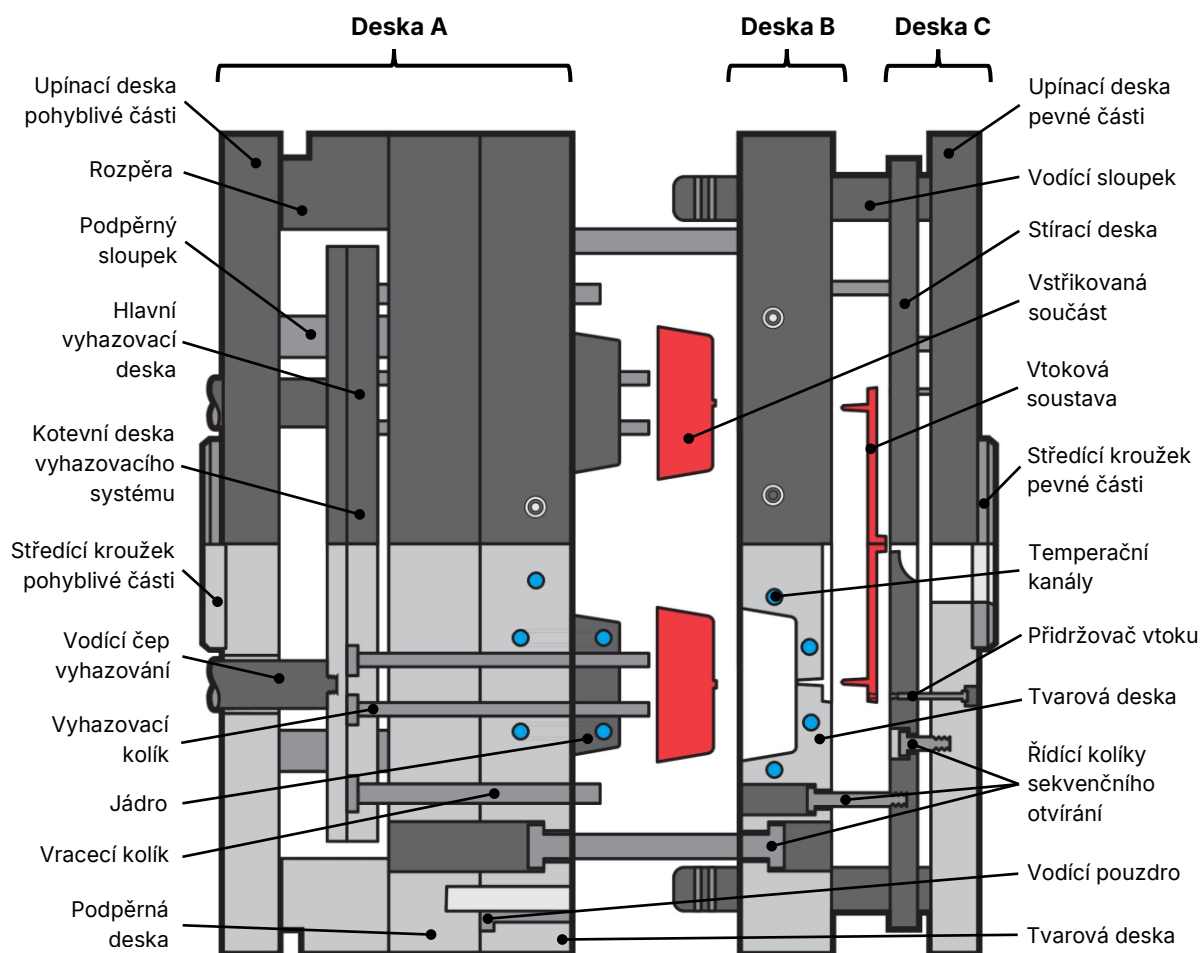 Deska A
Deska B
Deska C
Upínací deska
pohyblivé části
Rozpěra
Podpěrný
sloupek
Hlavní
vyhazovací
deska
Kotevní deska
vyhazovacího
systému
Středící kroužek
pohyblivé části
Vodící čep
vyhazování
Vyhazovací
kolík
Jádro
Vracecí kolík
Podpěrná
deska
Upínací deska
pevné části
Vodící sloupek
Stírací deska
Vstřikovaná
součást
Vtoková
soustava
Středící kroužek
pevné části
Temperační
kanály
Přidržovač vtoku
Tvarová deska
Řídící kolíky
sekvenčního
otvírání
Vodící pouzdro
Tvarová deska